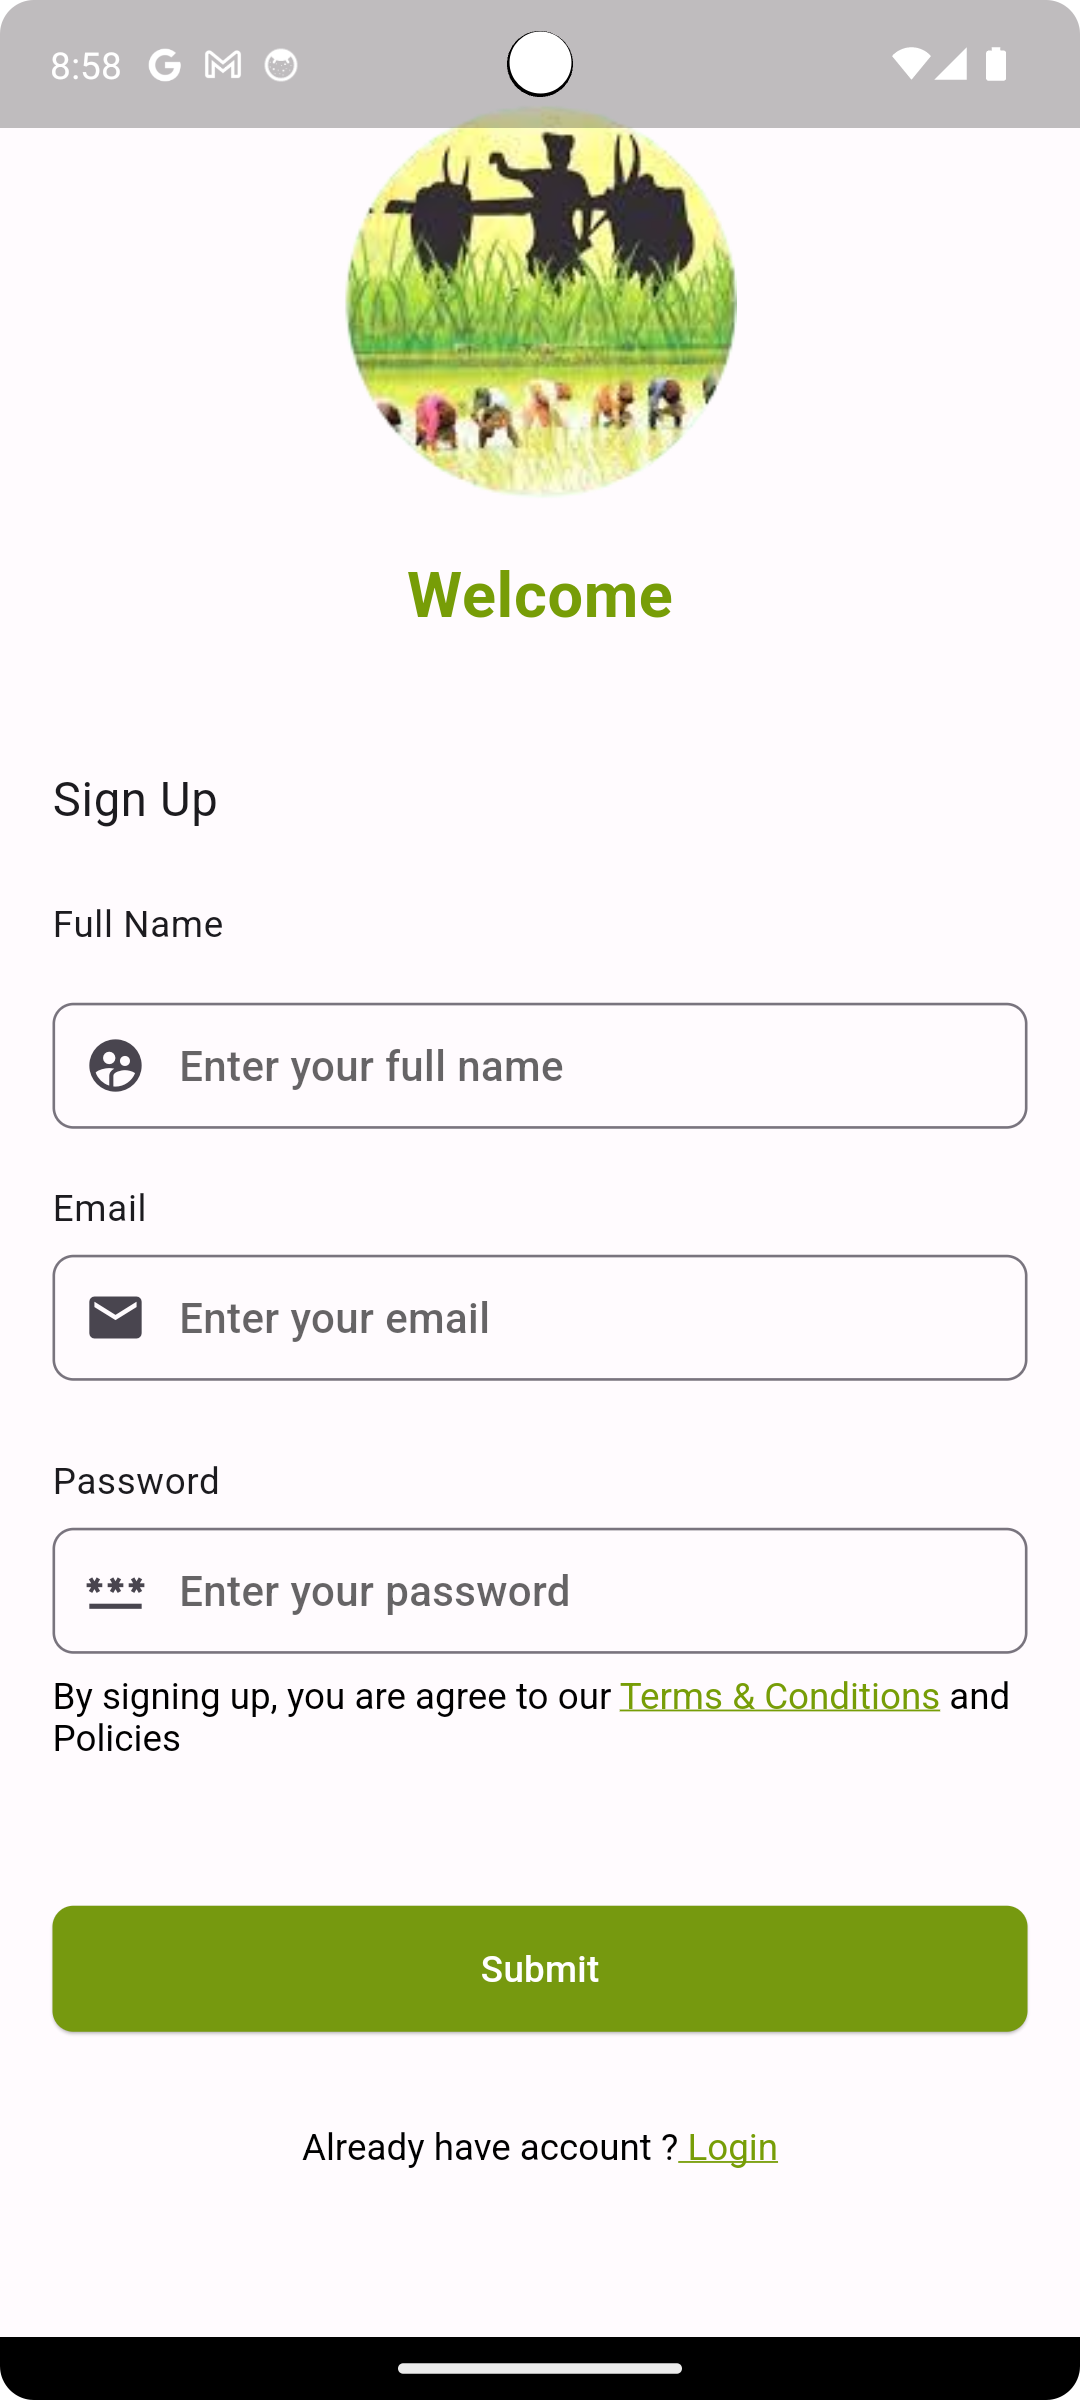 8:58
Welcome
Sign Up
Full Name
Enter your full name
Email
Enter your email
Password
*** Enter your password
By signing up, you are agree to our Terms & Conditions and
Policies
Submit
Already have account ? Login